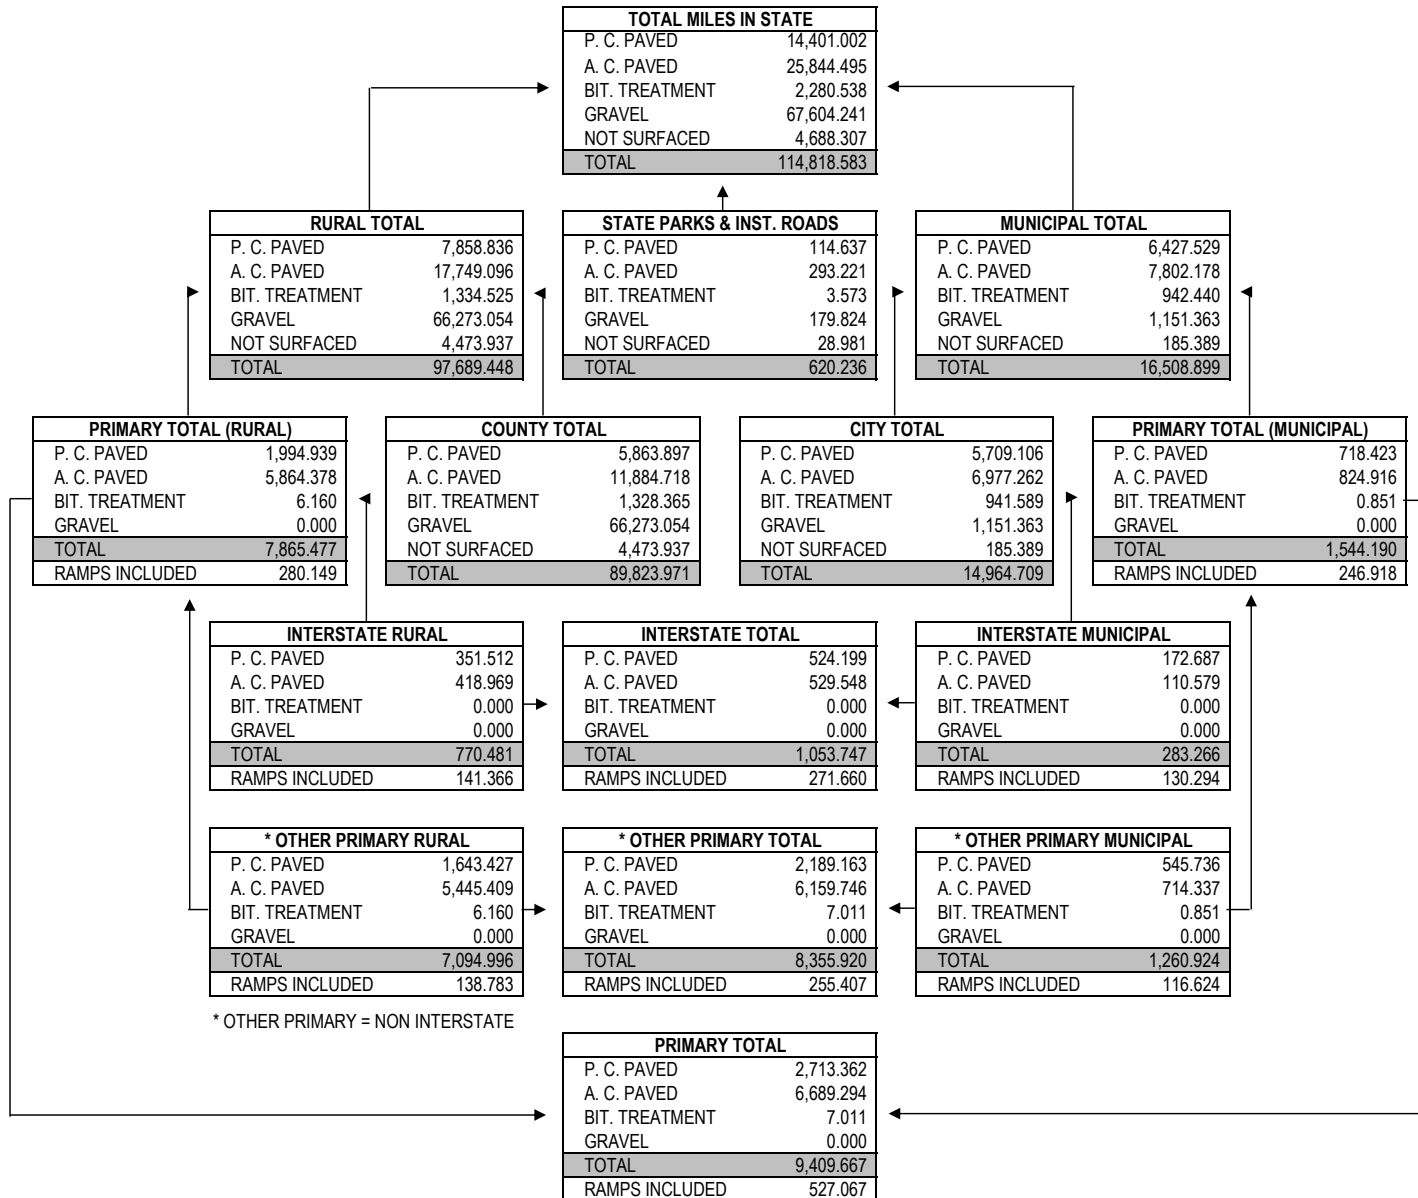 TOTAL MILES IN STATE
P. C. PAVED 14,401.002
A. C. PAVED 25,844.495
BIT. TREATMENT 2,280.538
GRAVEL 67,604.241
NOT SURFACED 4,688.307
TOTAL 114,818.583
RURAL TOTAL
P. C. PAVED 7,858.836
A. C. PAVED 17,749.096
BIT. TREATMENT 1,334.525
GRAVEL 66,273.054
NOT SURFACED 4,473.937
TOTAL 97,689.448
STATE PARKS & INST. ROADS
P. C. PAVED 114.637
A. C. PAVED 293.221
BIT. TREATMENT 3.573
GRAVEL 179.824
NOT SURFACED 28.981
TOTAL 620.236
MUNICIPAL TOTAL
P. C. PAVED 6,427.529
A. C. PAVED 7,802.178
BIT. TREATMENT 942.440
GRAVEL 1,151.363
NOT SURFACED 185.389
TOTAL 16,508.899
PRIMARY TOTAL (RURAL)
P. C. PAVED 1,994.939
A. C. PAVED 5,864.378
BIT. TREATMENT 6.160
GRAVEL 0.000
TOTAL 7,865.477
RAMPS INCLUDED 280.149
COUNTY TOTAL
P. C. PAVED 5,863.897
A. C. PAVED 11,884.718
BIT. TREATMENT 1,328.365
GRAVEL 66,273.054
NOT SURFACED 4,473.937
TOTAL 89,823.971
CITY TOTAL
P. C. PAVED 5,709.106
A. C. PAVED 6,977.262
BIT. TREATMENT 941.589
GRAVEL 1,151.363
NOT SURFACED 185.389
TOTAL 14,964.709
PRIMARY TOTAL (MUNICIPAL)
P. C. PAVED 718.423
A. C. PAVED 824.916
BIT. TREATMENT 0.851
GRAVEL 0.000
TOTAL 1,544.190
RAMPS INCLUDED 246.918
INTERSTATE RURAL
P. C. PAVED 351.512
A. C. PAVED 418.969
BIT. TREATMENT 0.000
GRAVEL 0.000
TOTAL 770.481
RAMPS INCLUDED 141.366
INTERSTATE TOTAL
P. C. PAVED 524.199
A. C. PAVED 529.548
BIT. TREATMENT 0.000
GRAVEL 0.000
TOTAL 1,053.747
RAMPS INCLUDED 271.660
INTERSTATE MUNICIPAL
P. C. PAVED 172.687
A. C. PAVED 110.579
BIT. TREATMENT 0.000
GRAVEL 0.000
TOTAL 283.266
RAMPS INCLUDED 130.294
* OTHER PRIMARY RURAL
P. C. PAVED 1,643.427
A. C. PAVED 5,445.409
BIT. TREATMENT 6.160
GRAVEL 0.000
TOTAL 7,094.996
RAMPS INCLUDED 138.783
* OTHER PRIMARY TOTAL
P. C. PAVED 2,189.163
A. C. PAVED 6,159.746
BIT. TREATMENT 7.011
GRAVEL 0.000
TOTAL 8,355.920
RAMPS INCLUDED 255.407
* OTHER PRIMARY MUNICIPAL
P. C. PAVED 545.736
A. C. PAVED 714.337
BIT. TREATMENT 0.851
GRAVEL 0.000
TOTAL 1,260.924
RAMPS INCLUDED 116.624
* OTHER PRIMARY = NON INTERSTATE
PRIMARY TOTAL
P. C. PAVED 2,713.362
A. C. PAVED 6,689.294
BIT. TREATMENT 7.011
GRAVEL 0.000
TOTAL 9,409.667
RAMPS INCLUDED 527.067